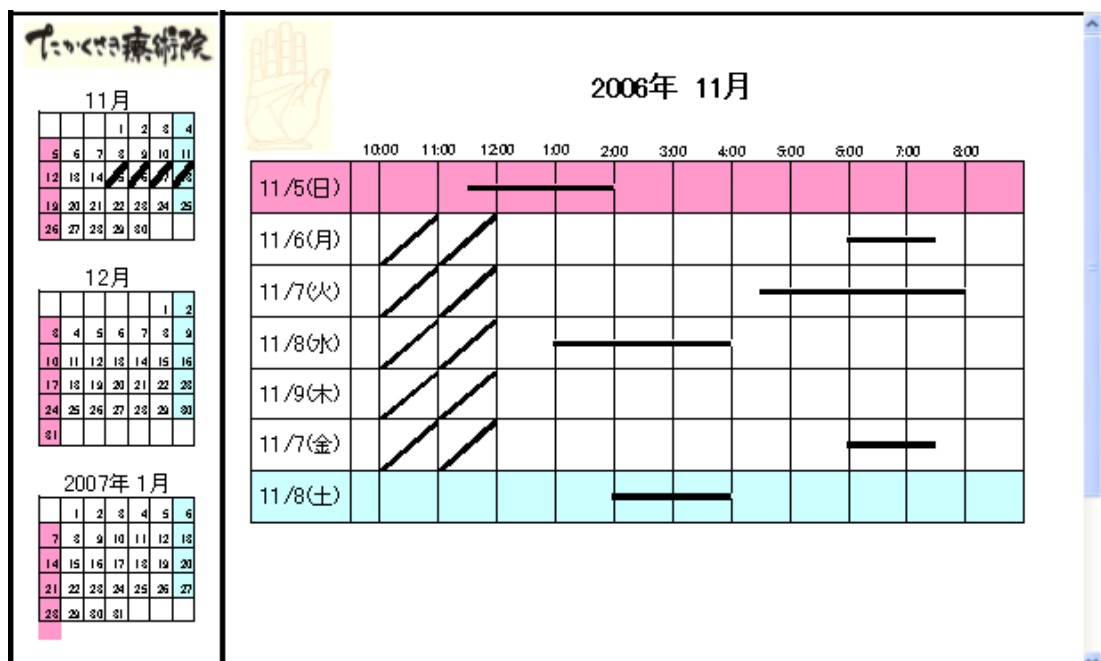 療術院
11月
1 2 3 4
5 6 7 8 9 10 11
12 13 14 15 16 17 18
19 20 21 22 23 24 25
26 27 28 29 30
12月
1 2
3 4 5 6 7 8 9
10 11 12 13 14 15 16
17 18 19 20 21 22 23
24 25 26 27 28 29 30
31
2007年 1月
1 2 3 4 5 6
7 8 9 10 11 12 13
14 15 16 17 18 19 20
21 22 23 24 25 26 27
28 29 30 31
2006年 11月
10:00 11:00 12:00 1:00 2:00 3:00 4:00 5:00 6:00 7:00 8:00
11/5(日)
11/6(月)
11/7(火)
11/8(水)
11/9(木)
11/7(金)
11/8(土)